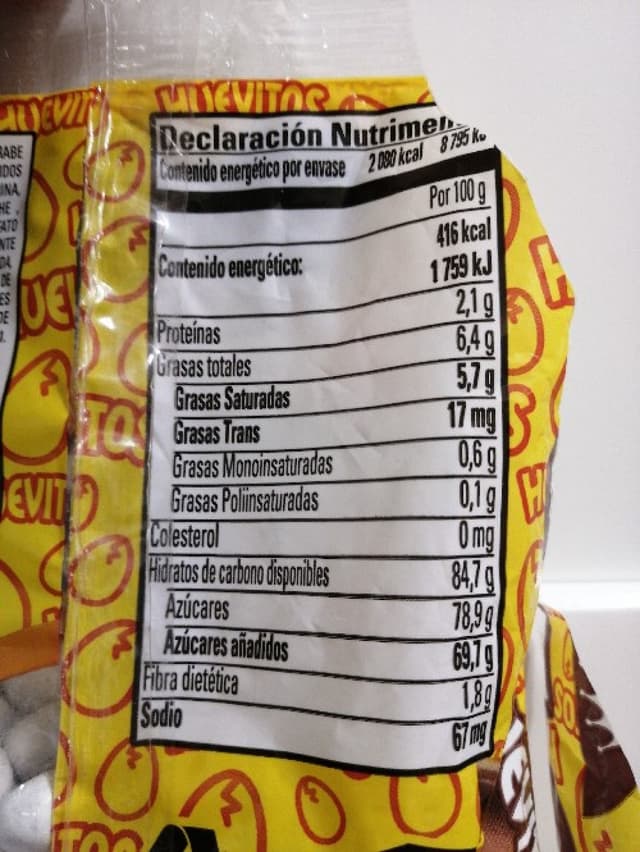 HUEVITOS
Declaración Nutrimen
Contenido energético por envase 2 080 kcal 8 795 k
Por 100 g
Contenido energético: 416 kcal
1 759 kJ
Proteínas 2,1 g
Grasas totales 6,4 g
Grasas Saturadas 5,7 g
Grasas Trans 17 mg
Grasas Monoinsaturadas 0,6 g
Grasas Poliinsaturadas 0,1 g
Colesterol 0 mg
Hidratos de carbono disponibles 84,7 g
Azúcares 78,9 g
Azúcares añadidos 69,7 g
Fibra dietética 1,8 g
Sodio 67 mg